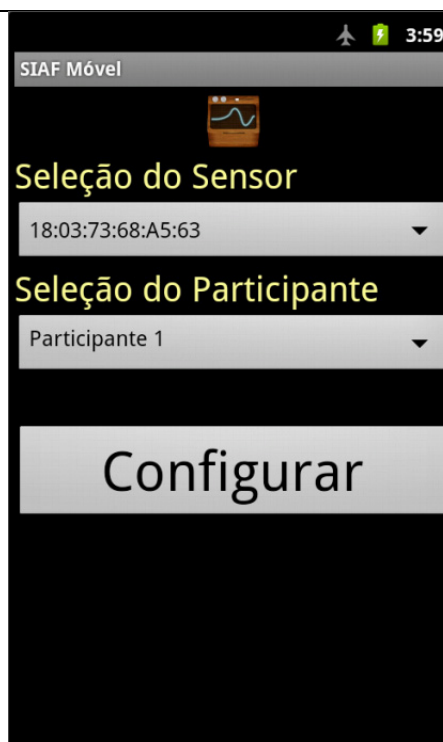 3:59
SIAF Móvel
Seleção do Sensor
18:03:73:68:A5:63
Seleção do Participante
Participante 1
Configurar